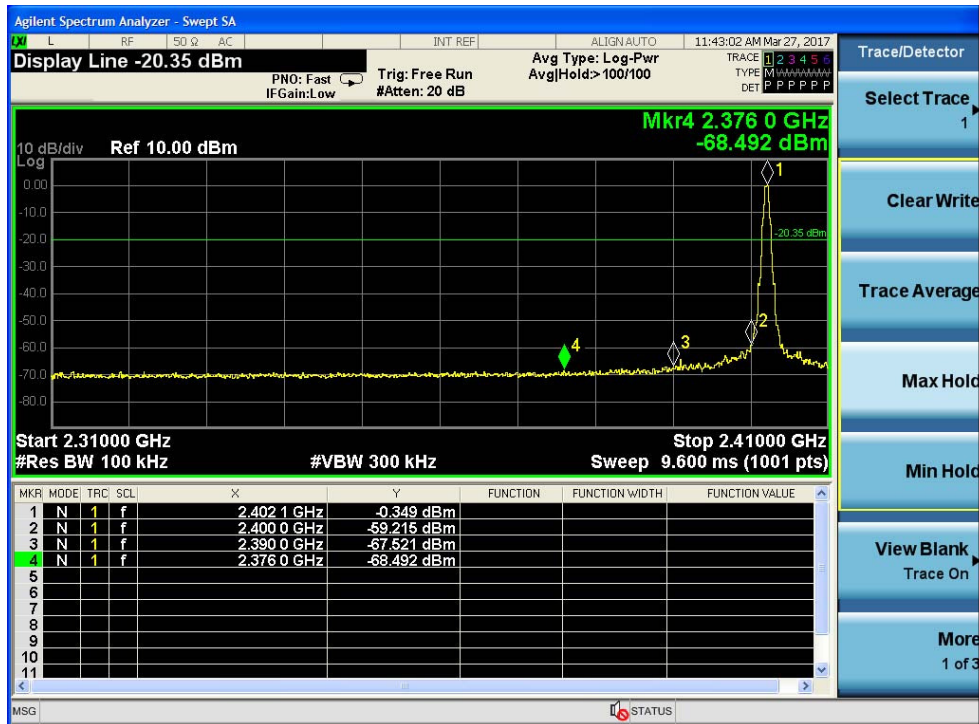 Agilent Spectrum Analyzer - Swept SA
LXI L RF 50 Ω AC INT REF ALIGN AUTO 11:43:02 AM Mar 27, 2017
Display Line -20.35 dBm
PNO: Fast
IFGain:Low
Trig: Free Run
#Atten: 20 dB
Avg Type: Log-Pwr
Avg|Hold:>100/100
TRACE 1 2 3 4 5 6
TYPE M WWWWW
DET P P P P P P
Mkr4 2.376 0 GHz
-68.492 dBm
10 dB/div Ref 10.00 dBm
Log
0.00
-10.0
-20.0
-30.0
-40.0
-50.0
-60.0
-70.0
-80.0
1
-20.35 dBm
2
3
4
Start 2.31000 GHz Stop 2.41000 GHz
#Res BW 100 kHz #VBW 300 kHz Sweep 9.600 ms (1001 pts)
MKR MODE TRC SCL X Y FUNCTION FUNCTION WIDTH FUNCTION VALUE
1 N 1 f 2.402 1 GHz -0.349 dBm
2 N 1 f 2.400 0 GHz -59.215 dBm
3 N 1 f 2.390 0 GHz -67.521 dBm
4 N 1 f 2.376 0 GHz -68.492 dBm
5
6
7
8
9
10
11
MSG STATUS
Trace/Detector
Select Trace
1
Clear Write
Trace Average
Max Hold
Min Hold
View Blank
Trace On
More
1 of 3